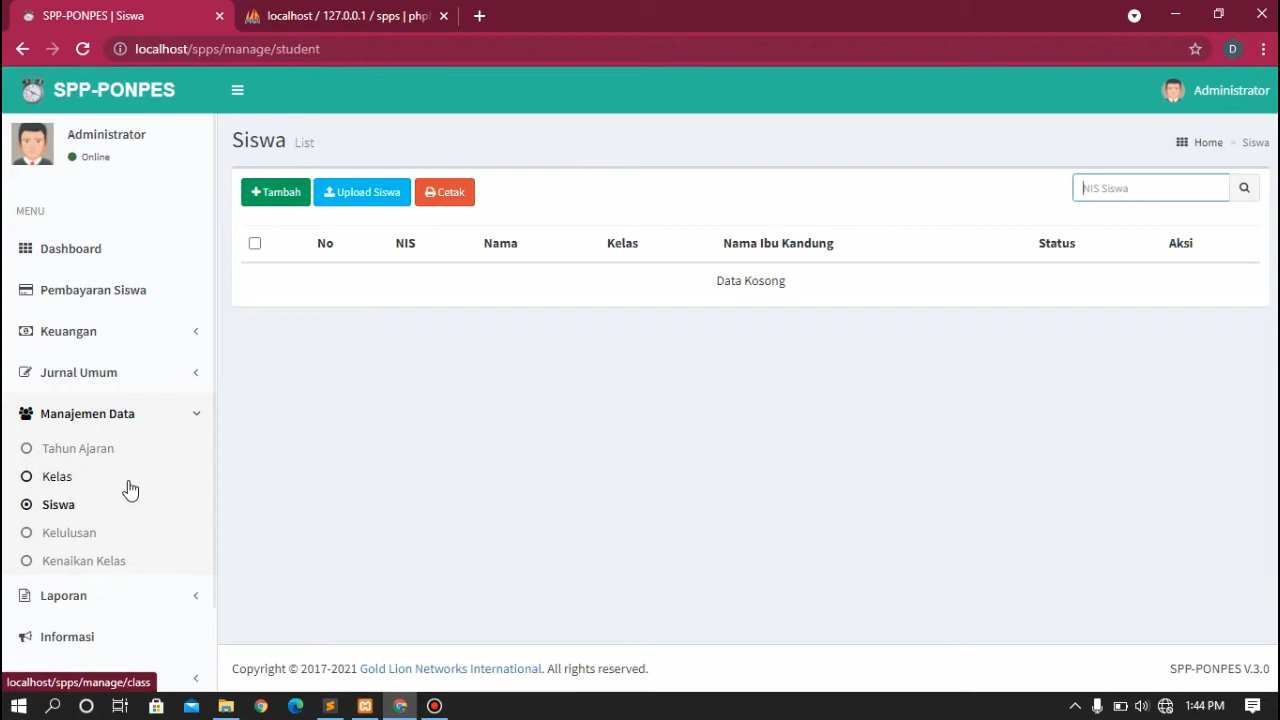 SPP-PONPES | Siswa
localhost / 127.0.0.1 / spps | php
localhost/spps/manage/student
D
SPP-PONPES
Administrator
Administrator
Online
Siswa List
Home > Siswa
Tambah
Upload Siswa
Cetak
NIS Siswa
MENU
No NIS Nama Kelas Nama Ibu Kandung Status Aksi
Data Kosong
Dashboard
Pembayaran Siswa
Keuangan
Jurnal Umum
Manajemen Data
Tahun Ajaran
Kelas
Siswa
Kelulusan
Kenaikan Kelas
Laporan
Informasi
Copyright © 2017-2021 Gold Lion Networks International. All rights reserved.
SPP-PONPES V.3.0
localhost/spps/manage/class
1:44 PM